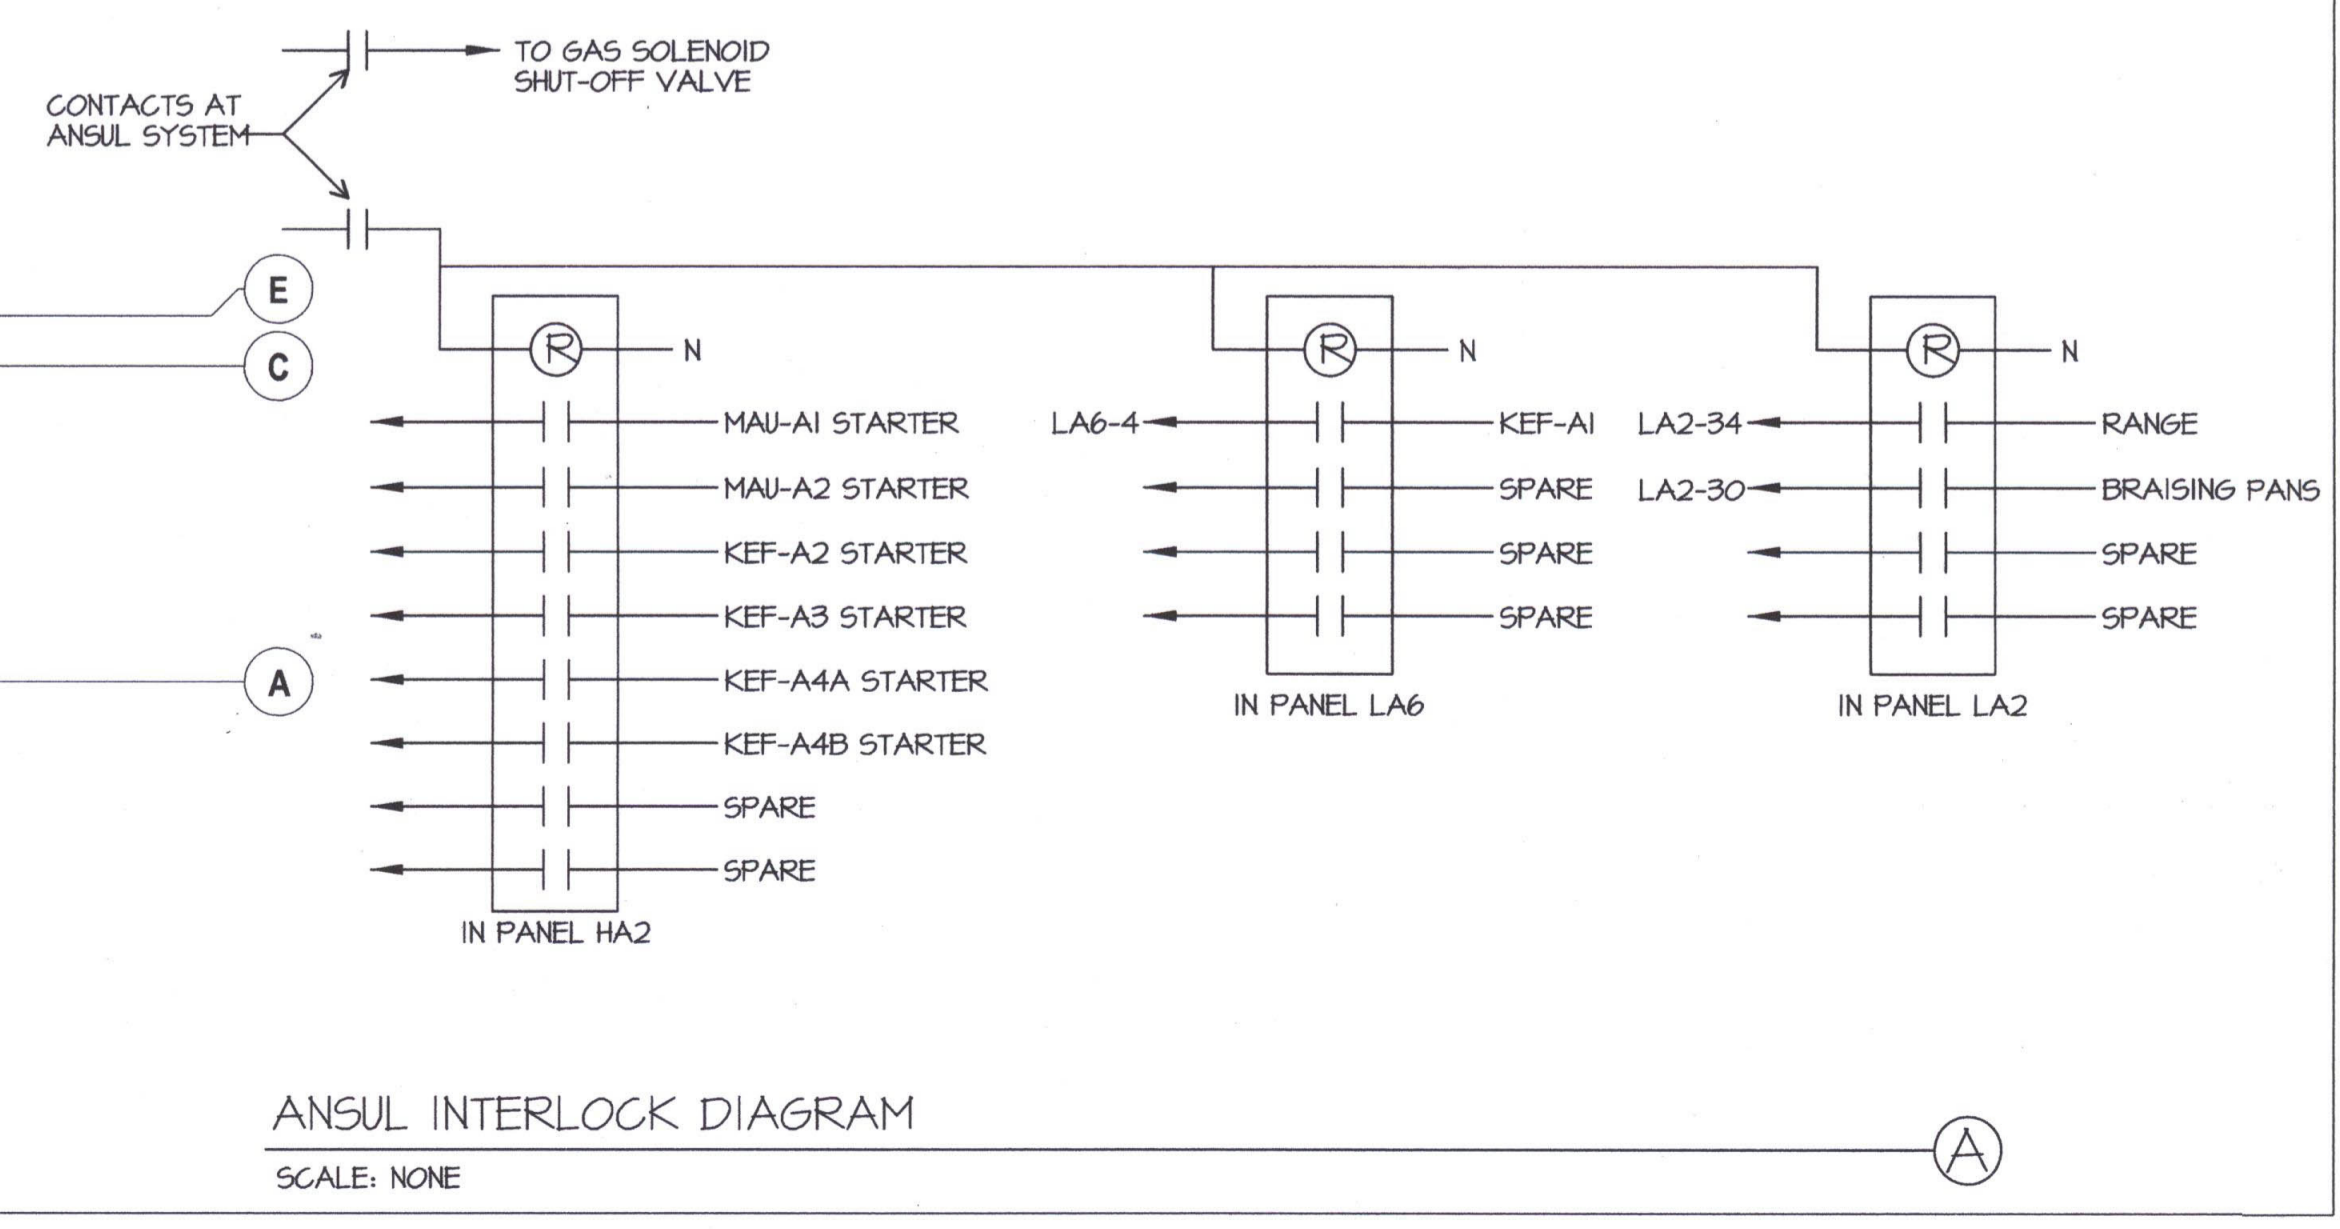 TO GAS SOLENOID
SHUT-OFF VALVE
CONTACTS AT
ANSUL SYSTEM
E
C
A
R N
MAU-A1 STARTER
MAU-A2 STARTER
KEF-A2 STARTER
KEF-A3 STARTER
KEF-A4A STARTER
KEF-A4B STARTER
SPARE
SPARE
IN PANEL HA2
R N
LA6-4 KEF-A1
SPARE
SPARE
SPARE
IN PANEL LA6
R N
LA2-34 RANGE
LA2-30 BRAISING PANS
SPARE
SPARE
IN PANEL LA2
ANSUL INTERLOCK DIAGRAM
SCALE: NONE
A